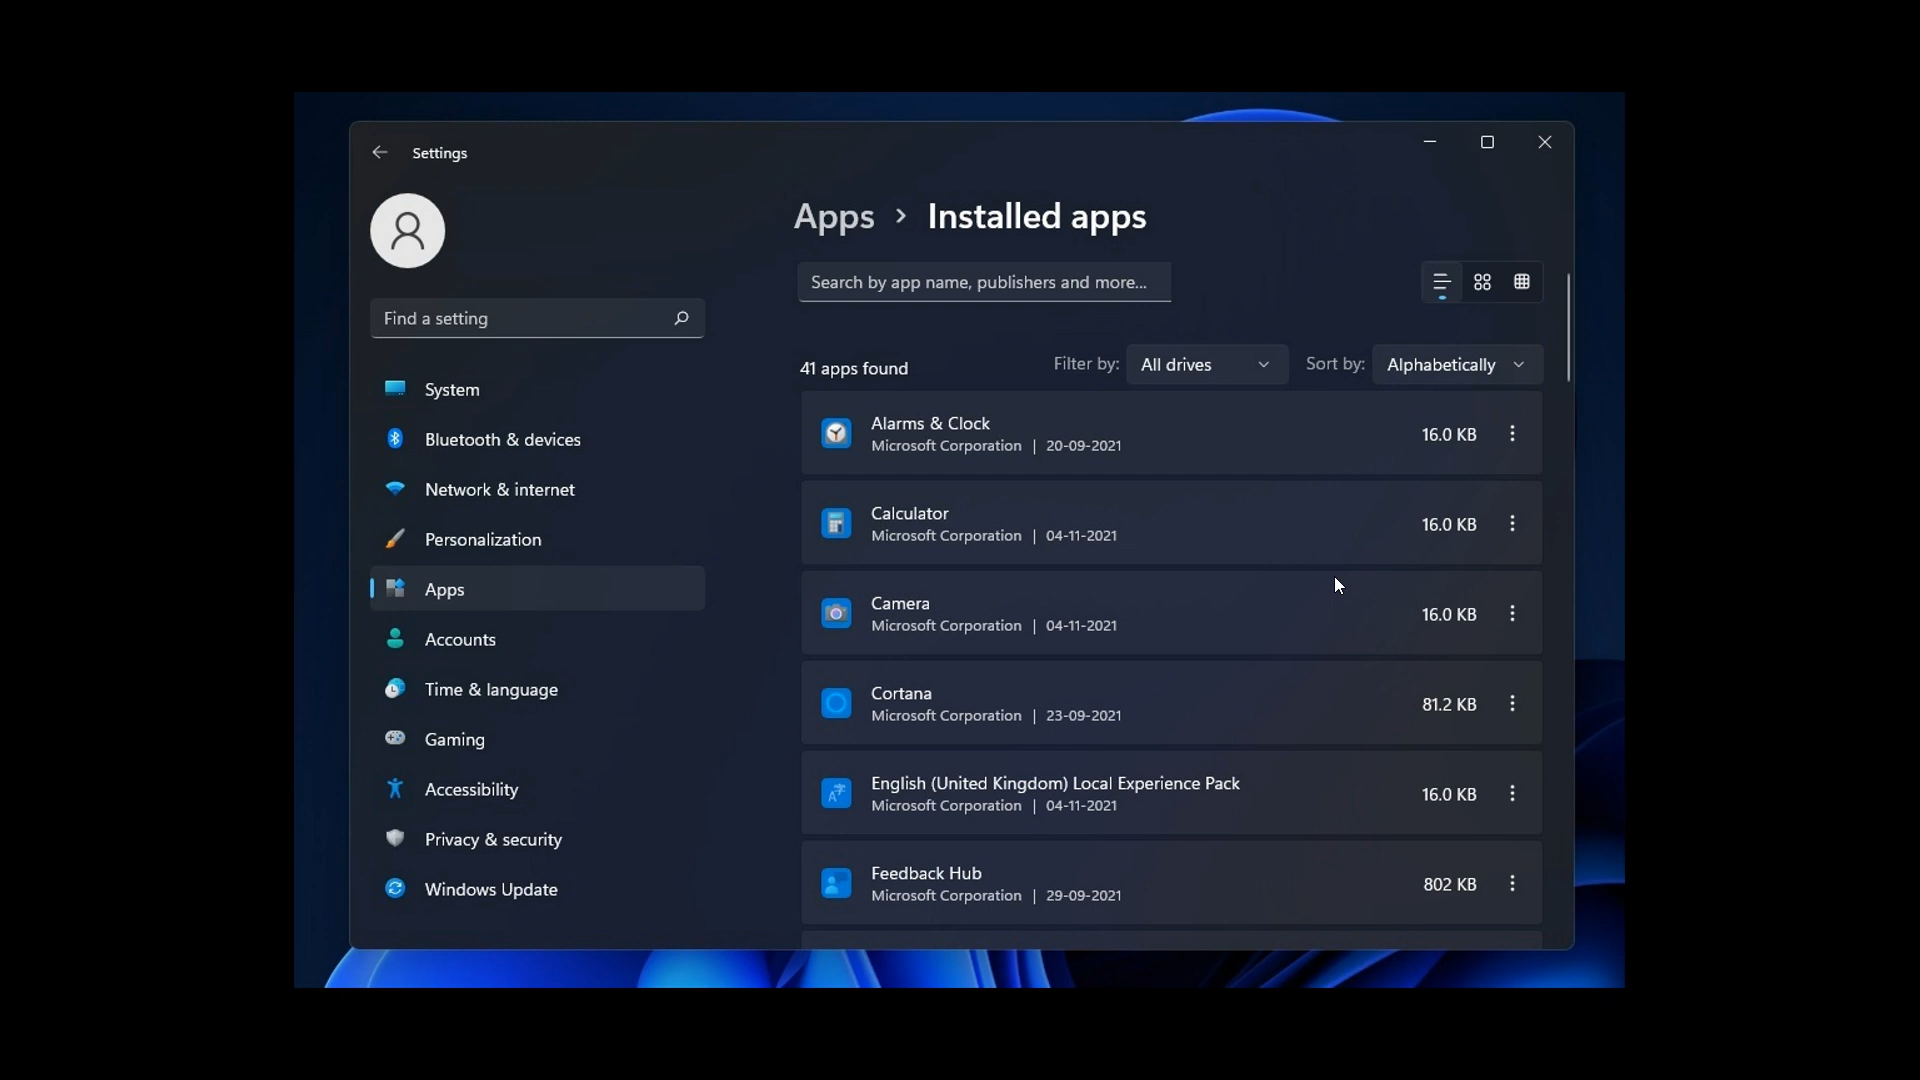 Settings
Find a setting
System
Bluetooth & devices
Network & internet
Personalization
Apps
Accounts
Time & language
Gaming
Accessibility
Privacy & security
Windows Update
Apps > Installed apps
Search by app name, publishers and more...
41 apps found
Filter by: All drives
Sort by: Alphabetically
Alarms & Clock
Microsoft Corporation | 20-09-2021
16.0 KB
Calculator
Microsoft Corporation | 04-11-2021
16.0 KB
Camera
Microsoft Corporation | 04-11-2021
16.0 KB
Cortana
Microsoft Corporation | 23-09-2021
81.2 KB
English (United Kingdom) Local Experience Pack
Microsoft Corporation | 04-11-2021
16.0 KB
Feedback Hub
Microsoft Corporation | 29-09-2021
802 KB